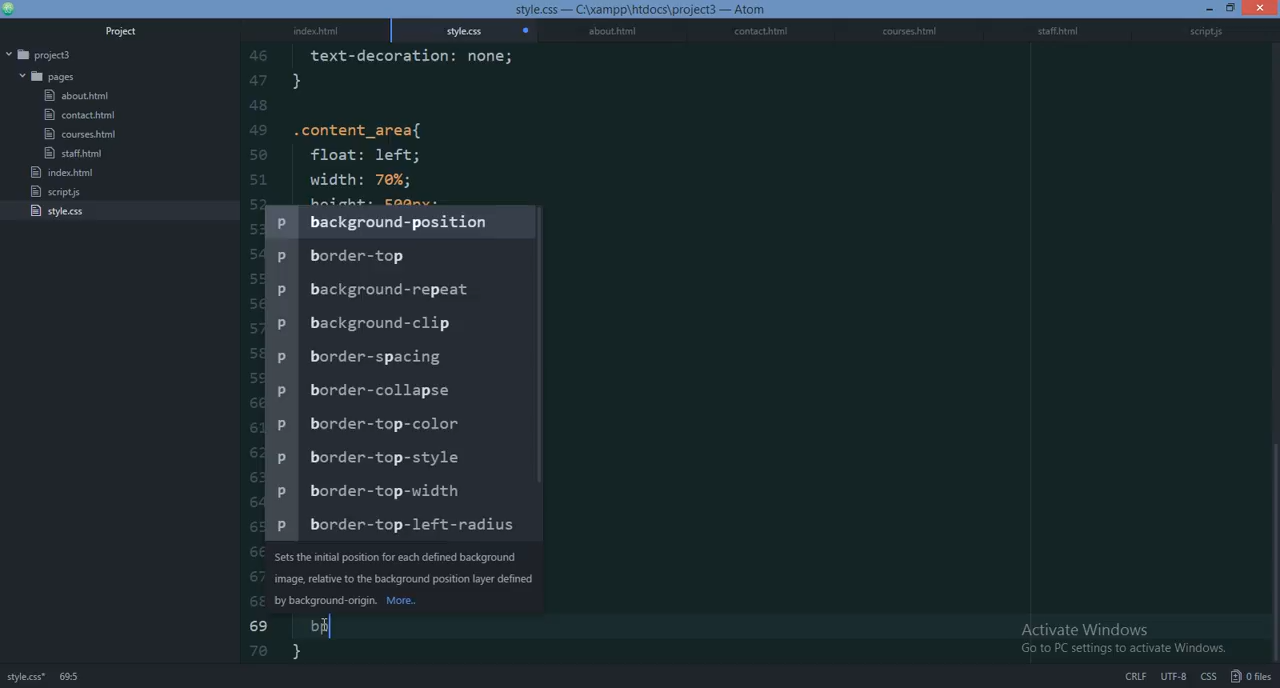 style.css — C:\xampp\htdocs\project3 — Atom
Project
index.html
style.css
about.html
contact.html
courses.html
staff.html
script.js
project3
pages
about.html
contact.html
courses.html
staff.html
index.html
script.js
style.css
46 text-decoration: none;
47 }
48
49 .content_area{
50 float: left;
51 width: 70%;
52 height: 500px;
p background-position
p border-top
p background-repeat
p background-clip
p border-spacing
p border-collapse
p border-top-color
p border-top-style
p border-top-width
p border-top-left-radius
Sets the initial position for each defined background
image, relative to the background position layer defined
by background-origin. More..
69 bp
70 }
Activate Windows
Go to PC settings to activate Windows.
style.css* 69:5
CRLF UTF-8 CSS 0 files